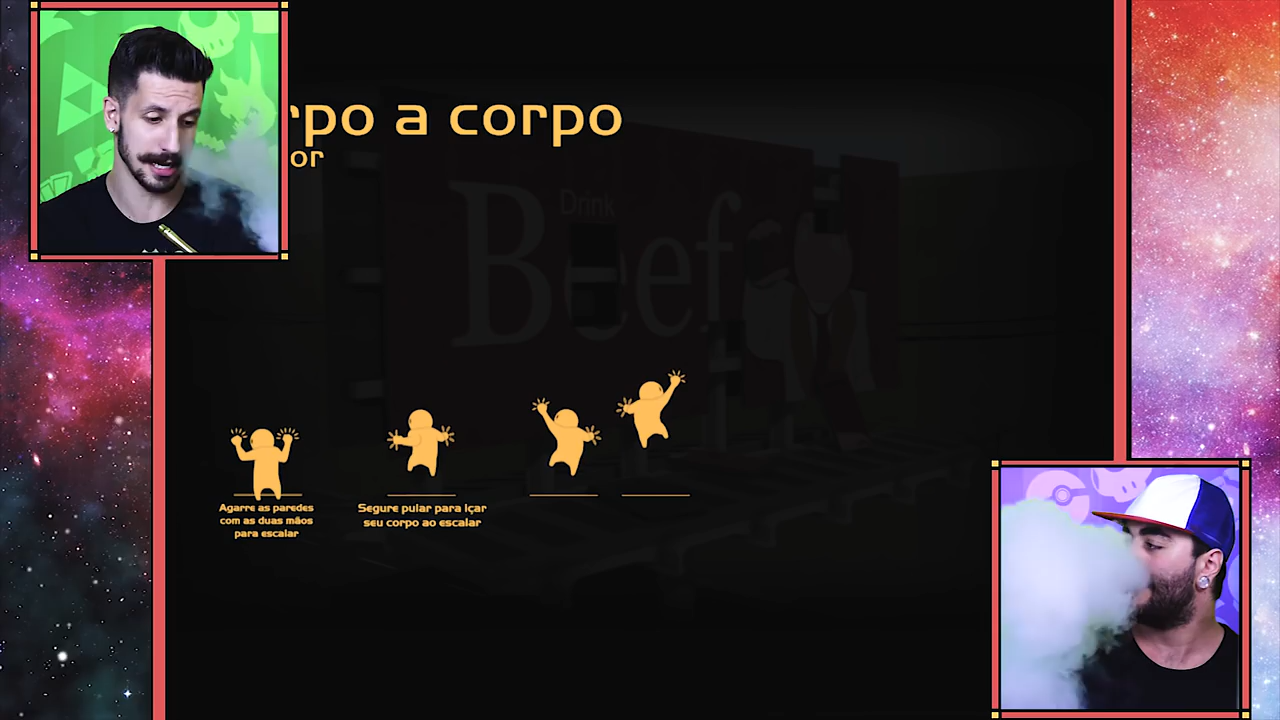 rpo a corpo
or
Drink
Beef
Agarre as paredes
com as duas mãos
para escalar
Segure pular para içar
seu corpo ao escalar